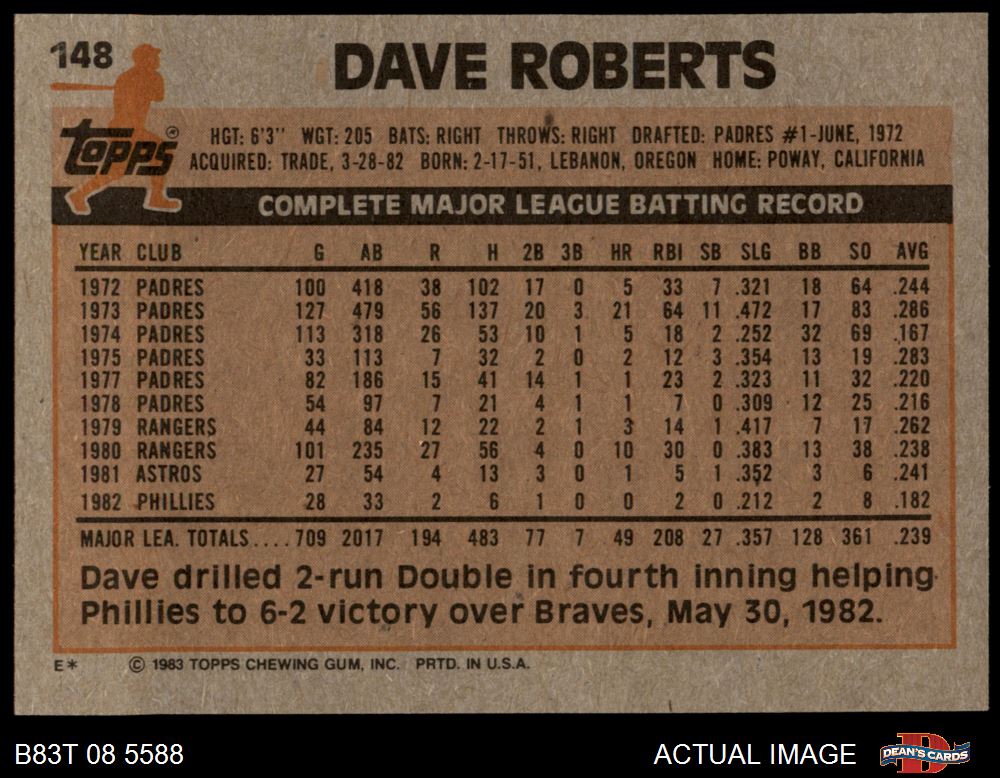 148
DAVE ROBERTS
Topps®
HGT: 6'3" WGT: 205 BATS: RIGHT THROWS: RIGHT DRAFTED: PADRES #1-JUNE, 1972
ACQUIRED: TRADE, 3-28-82 BORN: 2-17-51, LEBANON, OREGON HOME: POWAY, CALIFORNIA
COMPLETE MAJOR LEAGUE BATTING RECORD
YEAR CLUB G AB R H 2B 3B HR RBI SB SLG BB SO AVG
1972 PADRES 100 418 38 102 17 0 5 33 7 .321 18 64 .244
1973 PADRES 127 479 56 137 20 3 21 64 11 .472 17 83 .286
1974 PADRES 113 318 26 53 10 1 5 18 2 .252 32 69 .167
1975 PADRES 33 113 7 32 2 0 2 12 3 .354 13 19 .283
1977 PADRES 82 186 15 41 14 1 1 23 2 .323 11 32 .220
1978 PADRES 54 97 7 21 4 1 1 7 0 .309 12 25 .216
1979 RANGERS 44 84 12 22 2 1 3 14 1 .417 7 17 .262
1980 RANGERS 101 235 27 56 4 0 10 30 0 .383 13 38 .238
1981 ASTROS 27 54 4 13 3 0 1 5 1 .352 3 6 .241
1982 PHILLIES 28 33 2 6 1 0 0 2 0 .212 2 8 .182
MAJOR LEA. TOTALS.... 709 2017 194 483 77 7 49 208 27 .357 128 361 .239
Dave drilled 2-run Double in fourth inning helping
Phillies to 6-2 victory over Braves, May 30, 1982.
E* © 1983 TOPPS CHEWING GUM, INC. PRTD. IN U.S.A.
B83T 08 5588 ACTUAL IMAGE DEAN'S CARDS